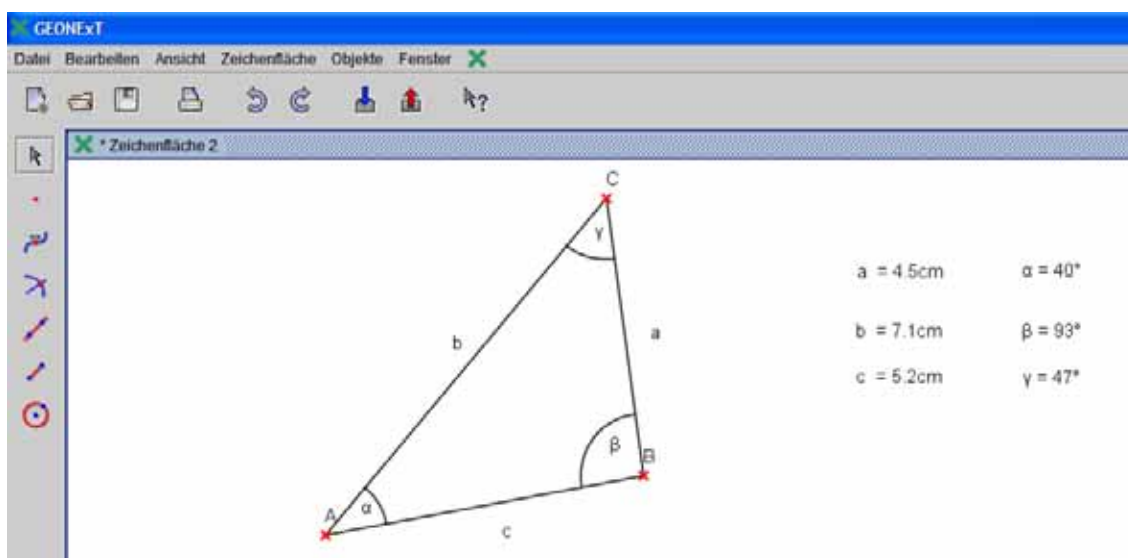 GEONExT
Datei Bearbeiten Ansicht Zeichenfläche Objekte Fenster
* Zeichenfläche 2
C
γ
a = 4.5cm α = 40°
b a
b = 7.1cm β = 93°
c = 5.2cm γ = 47°
β
B
A α
c